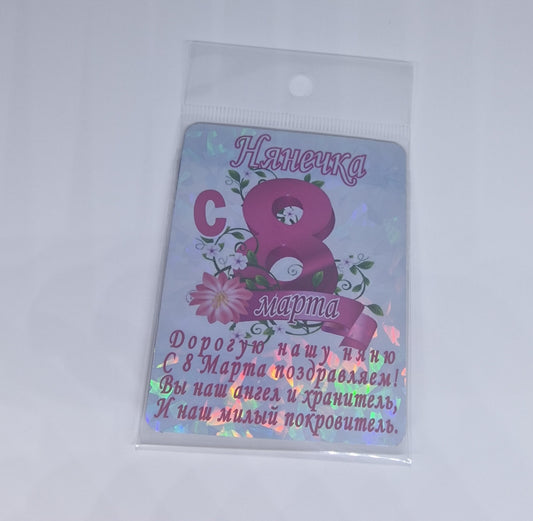 Нянечка
с 8
марта
Дорогую нашу няню
С 8 Марта поздравляем!
Вы наш ангел и хранитель,
И наш милый покровитель.